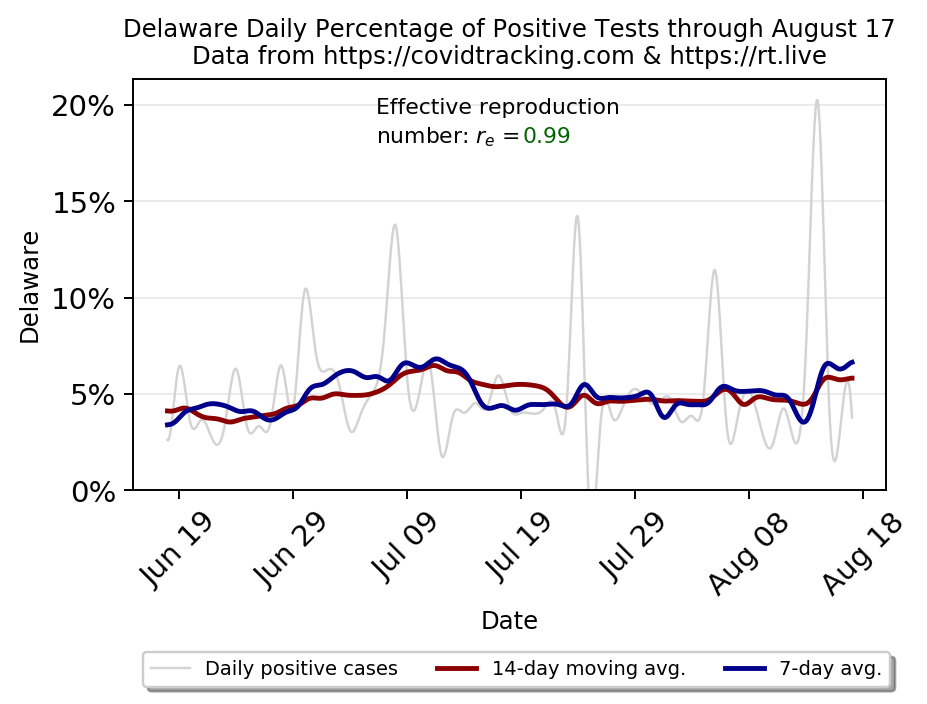 Delaware Daily Percentage of Positive Tests through August 17
Data from https://covidtracking.com & https://rt.live
Effective reproduction
number: rₑ =0.99
20%
15%
10%
5%
0%
Delaware
Jun 19
Jun 29
Jul 09
Jul 19
Jul 29
Aug 08
Aug 18
Date
Daily positive cases
14-day moving avg.
7-day avg.